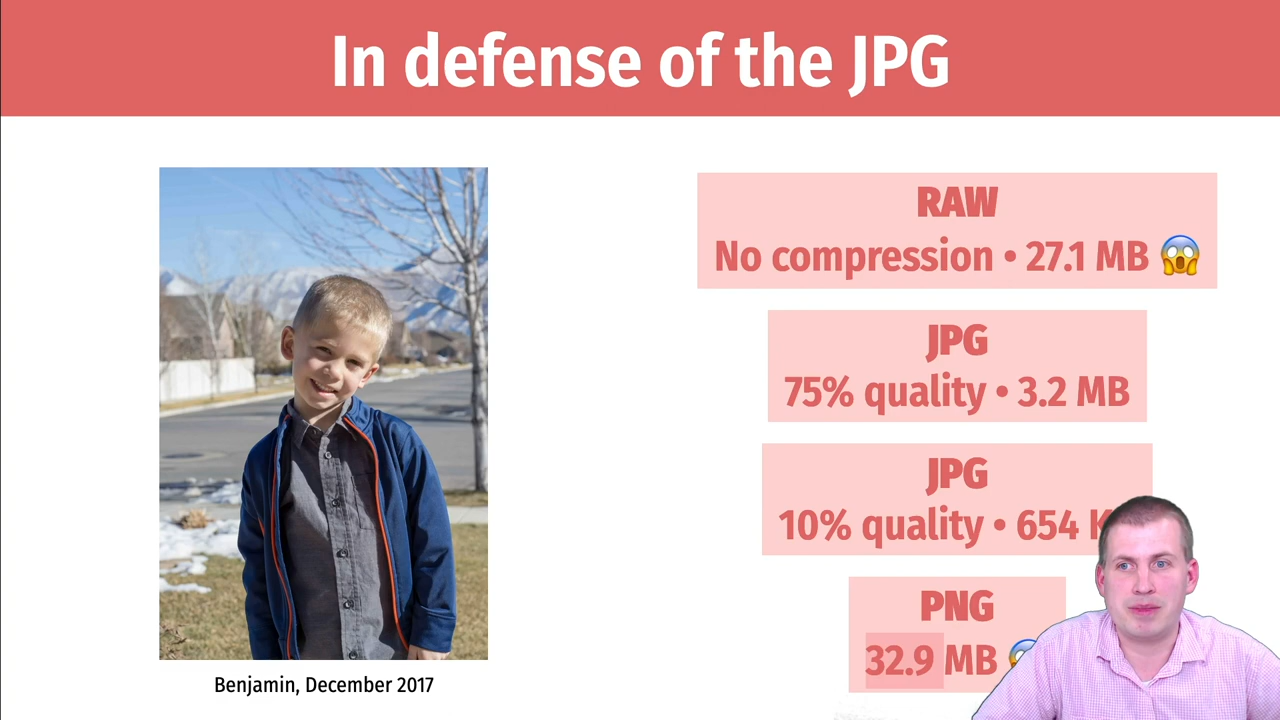 In defense of the JPG
RAW
No compression • 27.1 MB 😱
JPG
75% quality • 3.2 MB
JPG
10% quality • 654
PNG
32.9 MB
Benjamin, December 2017